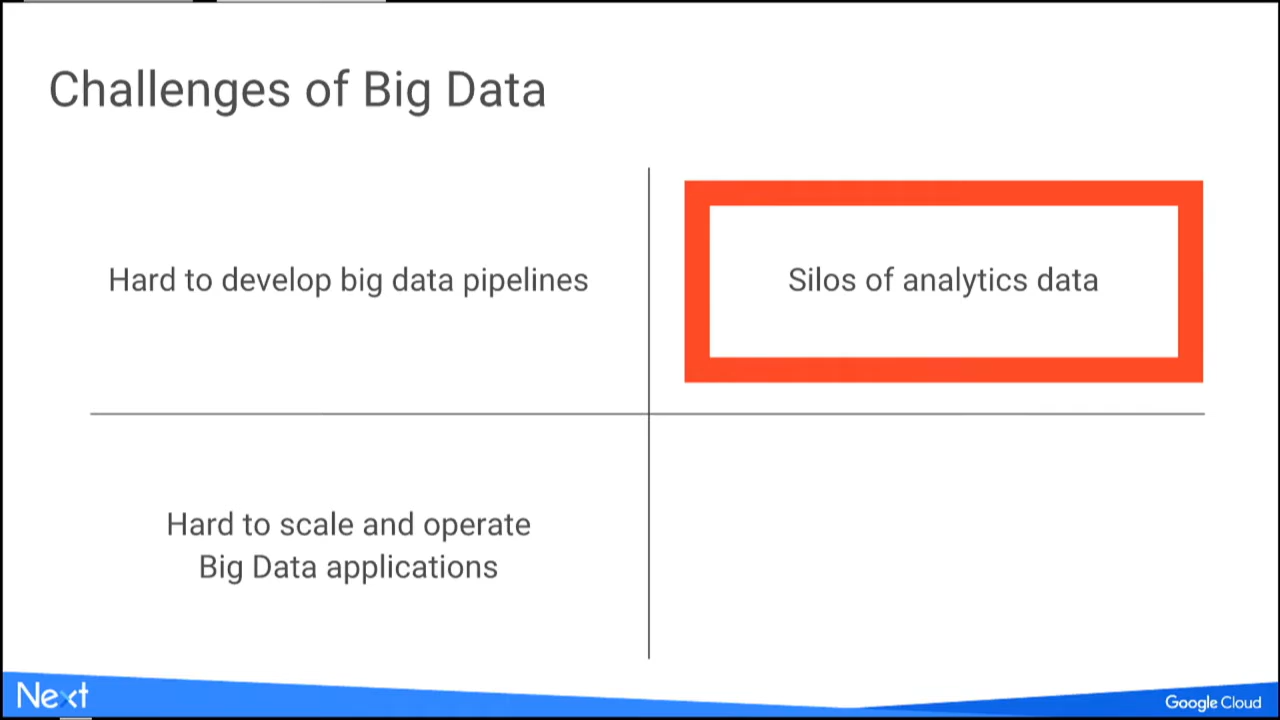 Challenges of Big Data
Hard to develop big data pipelines
Silos of analytics data
Hard to scale and operate
Big Data applications
Next
Google Cloud